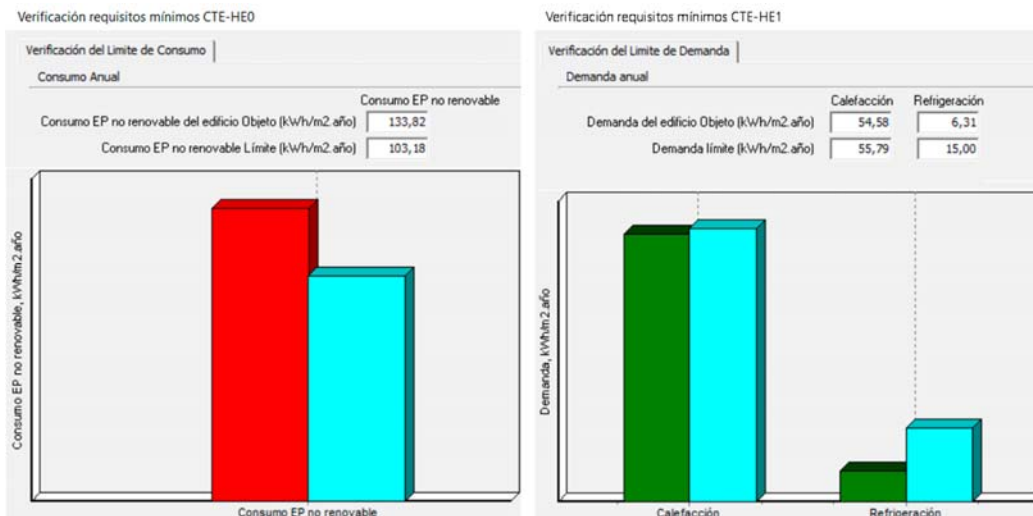 Verificación requisitos mínimos CTE-HE0
Verificación del Limite de Consumo
Consumo Anual
Consumo EP no renovable
Consumo EP no renovable del edificio Objeto (kWh/m2.año) 133,82
Consumo EP no renovable Límite (kWh/m2.año) 103,18
Consumo EP no renovable, kWh/m2.año
Consumo EP no renovable
Verificación requisitos mínimos CTE-HE1
Verificación del Limite de Demanda
Demanda anual
Calefacción Refrigeración
Demanda del edificio Objeto (kWh/m2.año) 54,58 6,31
Demanda límite (kWh/m2.año) 55,79 15,00
Demanda, kWh/m2.año
Calefacción Refrigeración